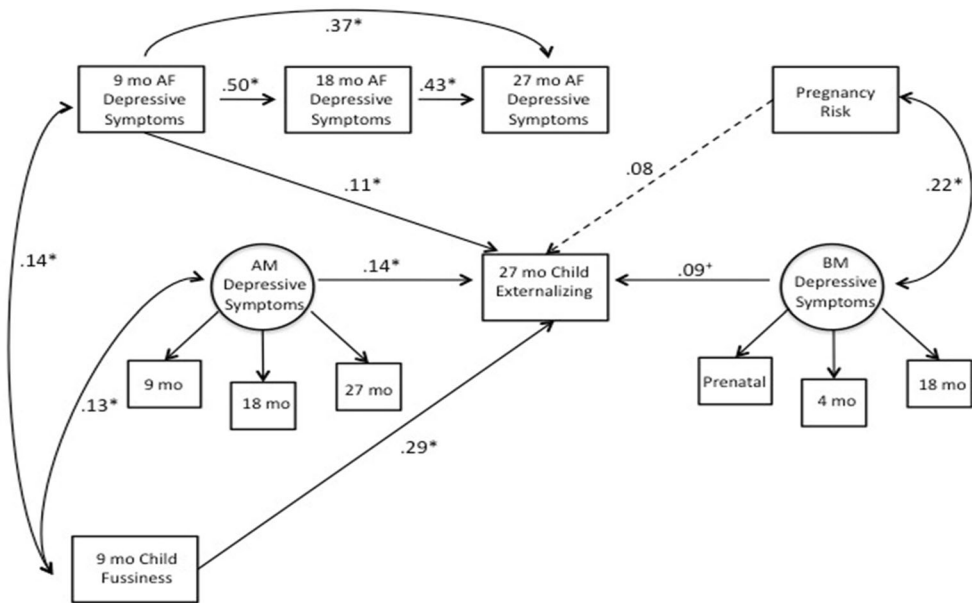 .37*
9 mo AF
Depressive
Symptoms
.50*
18 mo AF
Depressive
Symptoms
.43*
27 mo AF
Depressive
Symptoms
Pregnancy
Risk
.11*
.08
.22*
.14*
AM
Depressive
Symptoms
.14*
27 mo Child
Externalizing
.09⁺
BM
Depressive
Symptoms
9 mo
18 mo
27 mo
Prenatal
4 mo
18 mo
.13*
.29*
9 mo Child
Fussiness